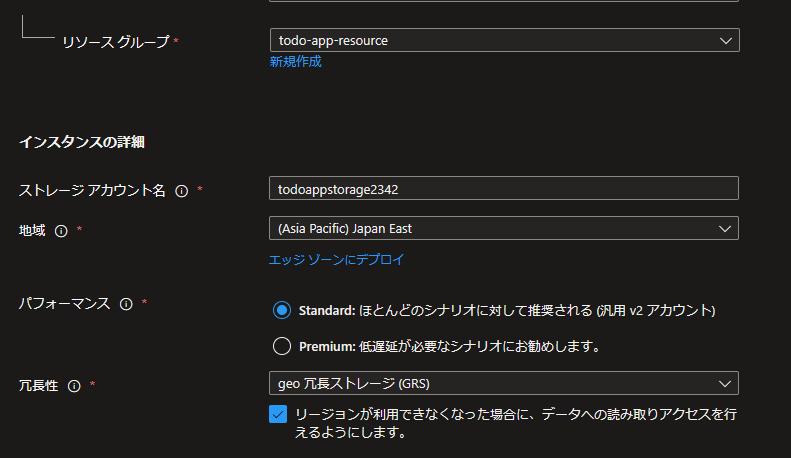 リソース グループ *
todo-app-resource
新規作成
インスタンスの詳細
ストレージ アカウント名 *
todoappstorage2342
地域 *
(Asia Pacific) Japan East
エッジ ゾーンにデプロイ
パフォーマンス *
Standard: ほとんどのシナリオに対して推奨される (汎用 v2 アカウント)
Premium: 低遅延が必要なシナリオにお勧めします。
冗長性 *
geo 冗長ストレージ (GRS)
リージョンが利用できなくなった場合に、データへの読み取りアクセスを行
えるようにします。